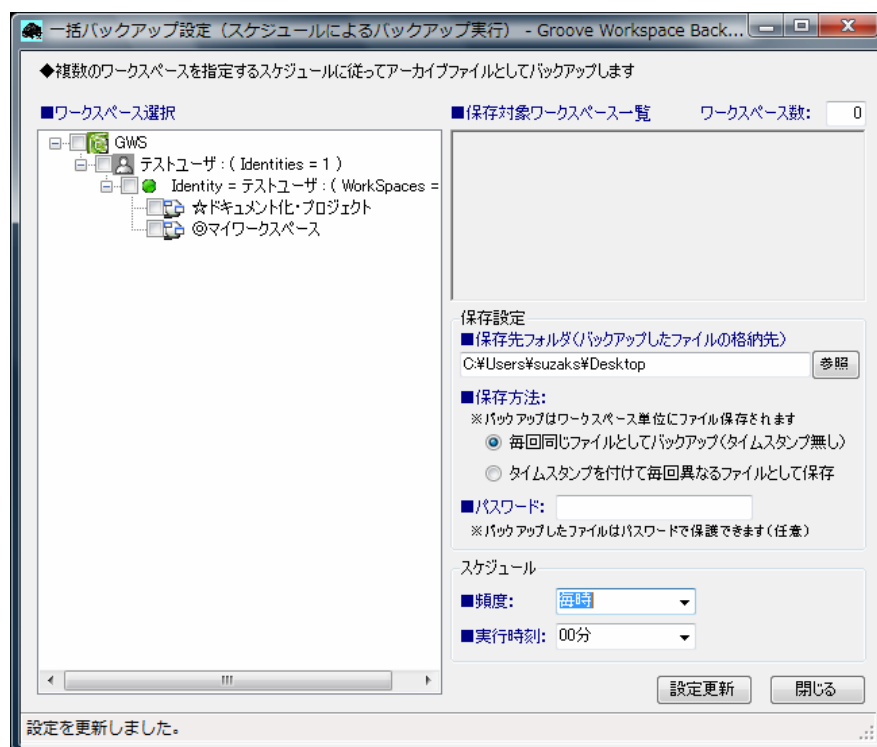 一括バックアップ設定（スケジュールによるバックアップ実行） - Groove Workspace Back...
◆複数のワークスペースを指定するスケジュールに従ってアーカイブファイルとしてバックアップします
■ワークスペース選択
GWS
テストユーザ : ( Identities = 1 )
Identity = テストユーザ : ( WorkSpaces =
☆ドキュメント化・プロジェクト
◎マイワークスペース
■保存対象ワークスペース一覧
ワークスペース数: 0
保存設定
■保存先フォルダ(バックアップしたファイルの格納先)
C:¥Users¥suzaks¥Desktop
参照
■保存方法:
※バックアップはワークスペース単位にファイル保存されます
毎回同じファイルとしてバックアップ(タイムスタンプ無し)
タイムスタンプを付けて毎回異なるファイルとして保存
■パスワード:
※バックアップしたファイルはパスワードで保護できます(任意)
スケジュール
■頻度: 毎時
■実行時刻: 00分
設定更新
閉じる
設定を更新しました。